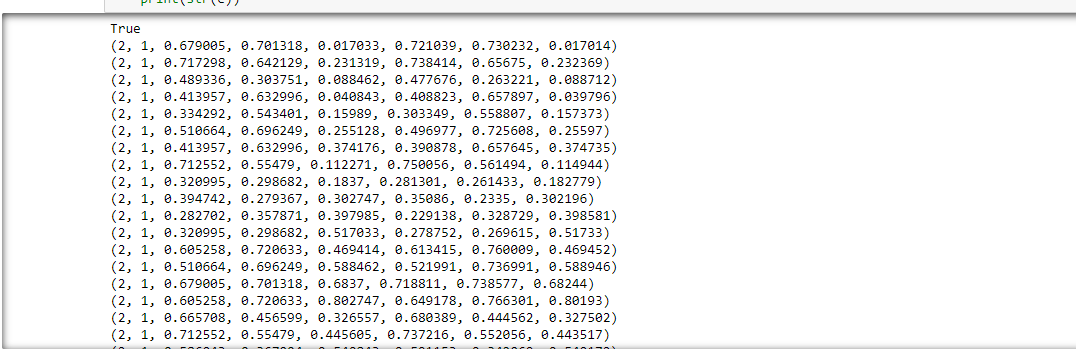 print(str(e))
True
(2, 1, 0.679005, 0.701318, 0.017033, 0.721039, 0.730232, 0.017014)
(2, 1, 0.717298, 0.642129, 0.231319, 0.738414, 0.65675, 0.232369)
(2, 1, 0.489336, 0.303751, 0.088462, 0.477676, 0.263221, 0.088712)
(2, 1, 0.413957, 0.632996, 0.040843, 0.408823, 0.657897, 0.039796)
(2, 1, 0.334292, 0.543401, 0.15989, 0.303349, 0.558807, 0.157373)
(2, 1, 0.510664, 0.696249, 0.255128, 0.496977, 0.725608, 0.25597)
(2, 1, 0.413957, 0.632996, 0.374176, 0.390878, 0.657645, 0.374735)
(2, 1, 0.712552, 0.55479, 0.112271, 0.750056, 0.561494, 0.114944)
(2, 1, 0.320995, 0.298682, 0.1837, 0.281301, 0.261433, 0.182779)
(2, 1, 0.394742, 0.279367, 0.302747, 0.35086, 0.2335, 0.302196)
(2, 1, 0.282702, 0.357871, 0.397985, 0.229138, 0.328729, 0.398581)
(2, 1, 0.320995, 0.298682, 0.517033, 0.278752, 0.269615, 0.51733)
(2, 1, 0.605258, 0.720633, 0.469414, 0.613415, 0.760009, 0.469452)
(2, 1, 0.510664, 0.696249, 0.588462, 0.521991, 0.736991, 0.588946)
(2, 1, 0.679005, 0.701318, 0.6837, 0.718811, 0.738577, 0.68244)
(2, 1, 0.605258, 0.720633, 0.802747, 0.649178, 0.766301, 0.80193)
(2, 1, 0.665708, 0.456599, 0.326557, 0.680389, 0.444562, 0.327502)
(2, 1, 0.712552, 0.55479, 0.445605, 0.737216, 0.552056, 0.443517)